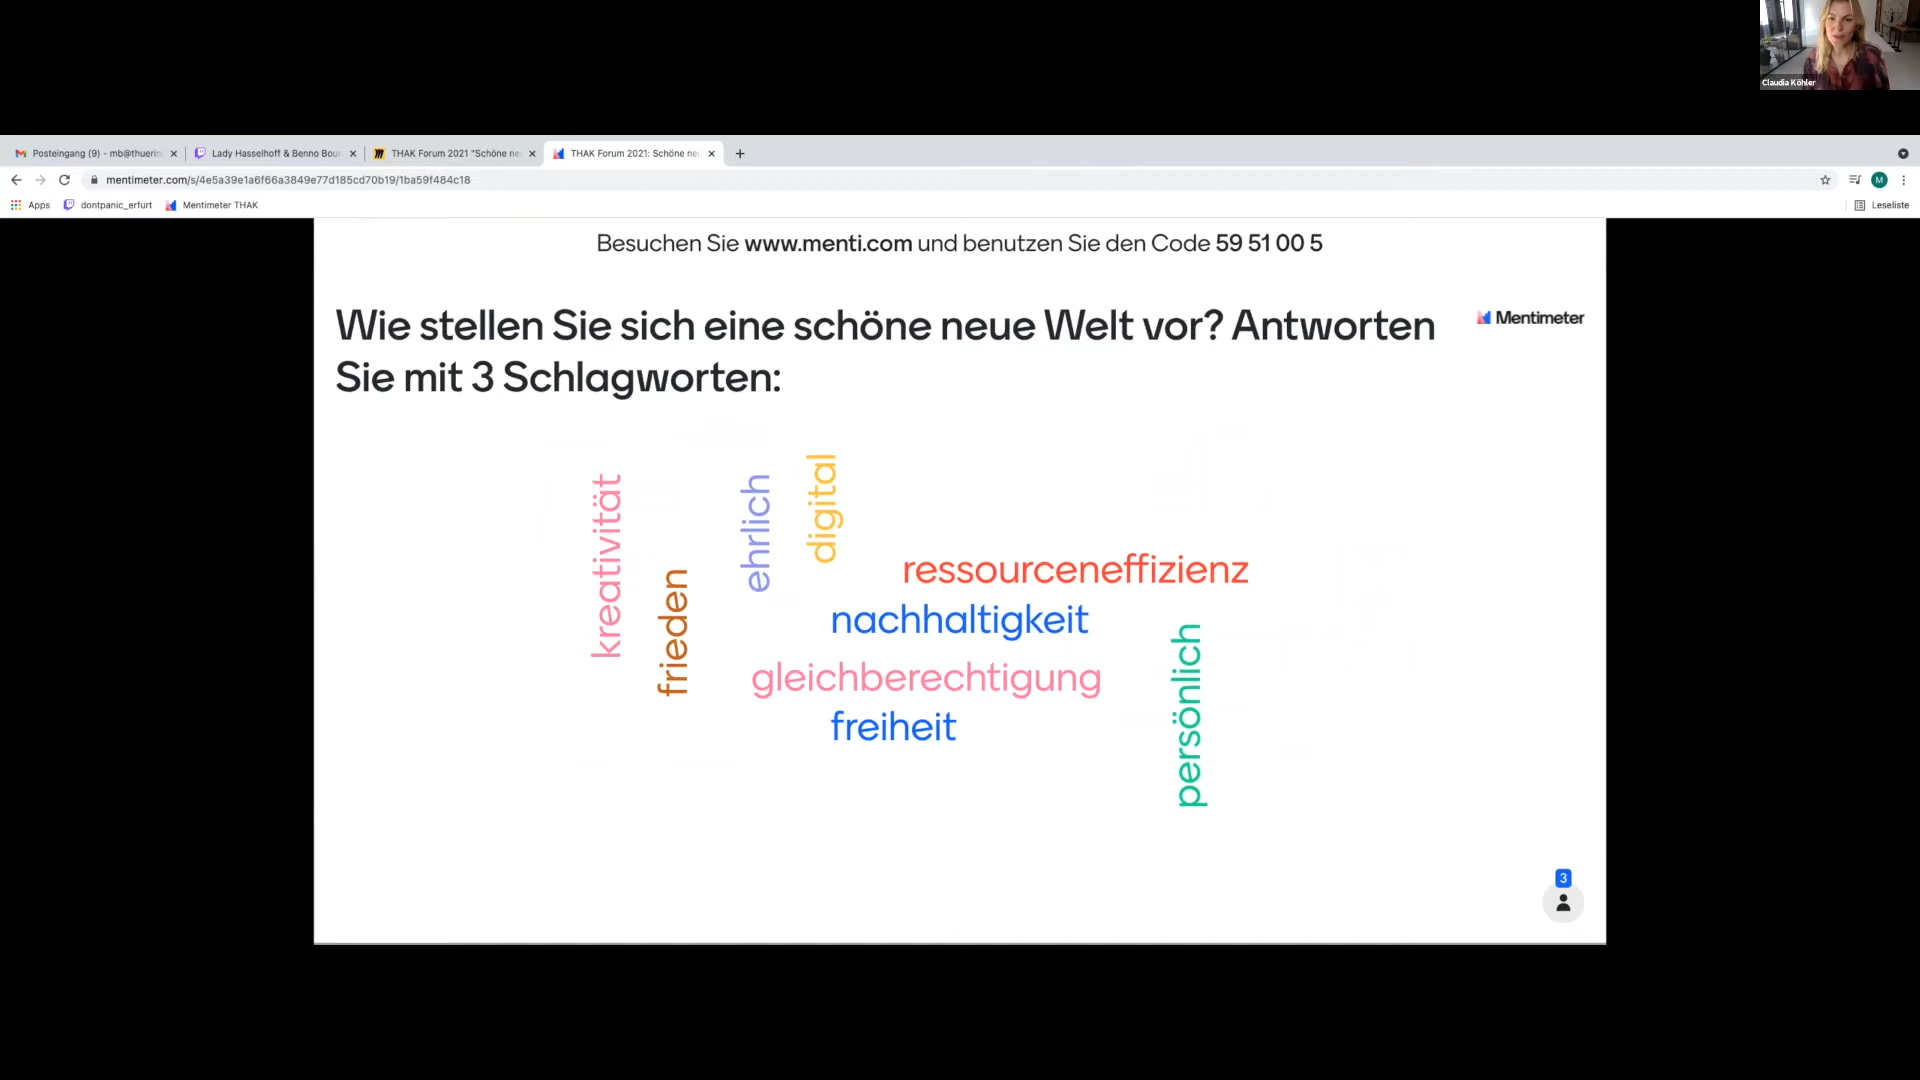 Claudia Köhler
Posteingang (9) - mb@thuerin
Lady Hasselhoff & Benno Bour
THAK Forum 2021 "Schöne ne
THAK Forum 2021: Schöne neu
mentimeter.com/s/4e5a39e1a6f66a3849e77d185cd70b19/1ba59f484c18
M
Apps
dontpanic_erfurt
Mentimeter THAK
Leseliste
Besuchen Sie www.menti.com und benutzen Sie den Code 59 51 00 5
Wie stellen Sie sich eine schöne neue Welt vor? Antworten
Sie mit 3 Schlagworten:
Mentimeter
kreativität
frieden
ehrlich
digital
ressourceneffizienz
nachhaltigkeit
gleichberechtigung
freiheit
persönlich
3